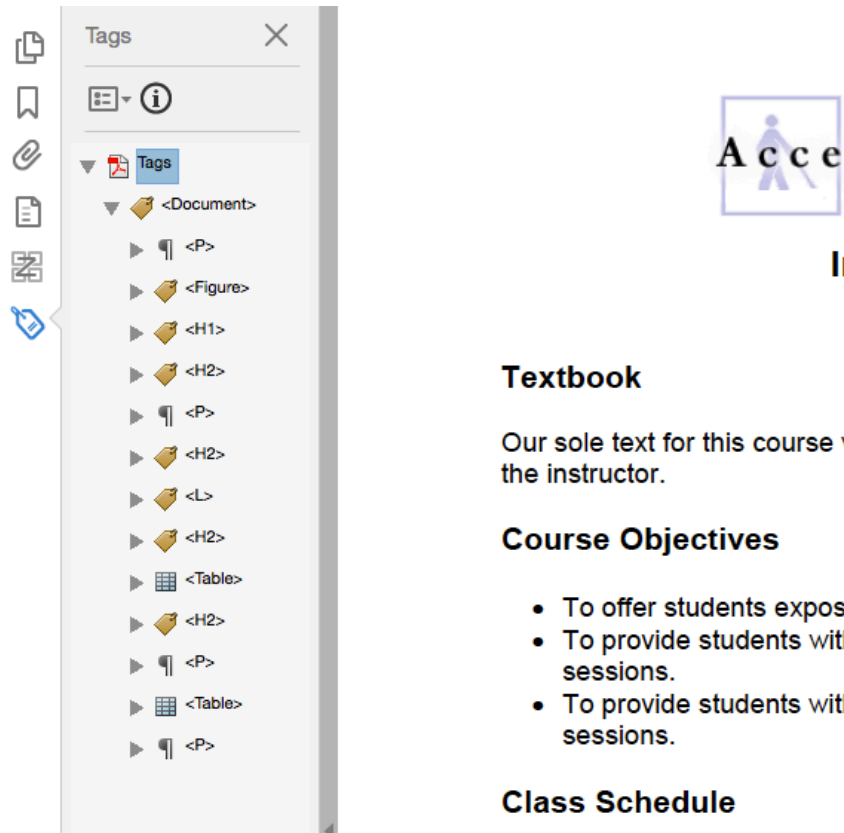 Tags
Tags
<Document>
<P>
<Figure>
<H1>
<H2>
<P>
<H2>
<L>
<H2>
<Table>
<H2>
<P>
<Table>
<P>
A c c e
Textbook
Our sole text for this course
the instructor.
Course Objectives
• To offer students expos
• To provide students wit
sessions.
• To provide students wit
sessions.
Class Schedule